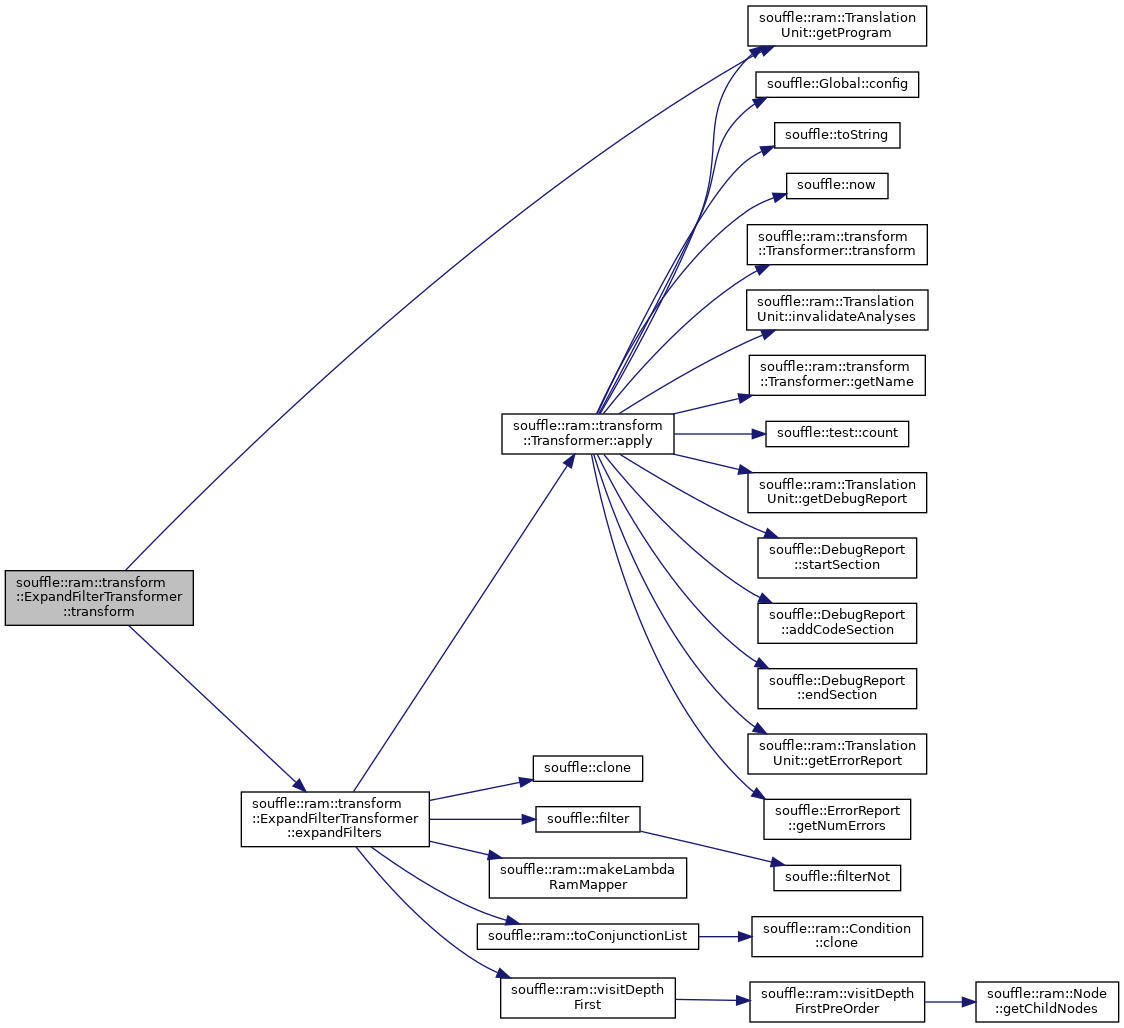 souffle::ram::Translation
Unit::getProgram
souffle::Global::config
souffle::toString
souffle::now
souffle::ram::transform
::Transformer::transform
souffle::ram::Translation
Unit::invalidateAnalyses
souffle::ram::transform
::Transformer::getName
souffle::ram::transform
::Transformer::apply
souffle::test::count
souffle::ram::Translation
Unit::getDebugReport
souffle::DebugReport
::startSection
souffle::ram::transform
::ExpandFilterTransformer
::transform
souffle::DebugReport
::addCodeSection
souffle::DebugReport
::endSection
souffle::ram::Translation
Unit::getErrorReport
souffle::clone
souffle::ram::transform
::ExpandFilterTransformer
::expandFilters
souffle::filter
souffle::ErrorReport
::getNumErrors
souffle::ram::makeLambda
RamMapper
souffle::filterNot
souffle::ram::toConjunctionList
souffle::ram::Condition
::clone
souffle::ram::visitDepth
First
souffle::ram::visitDepth
FirstPreOrder
souffle::ram::Node
::getChildNodes